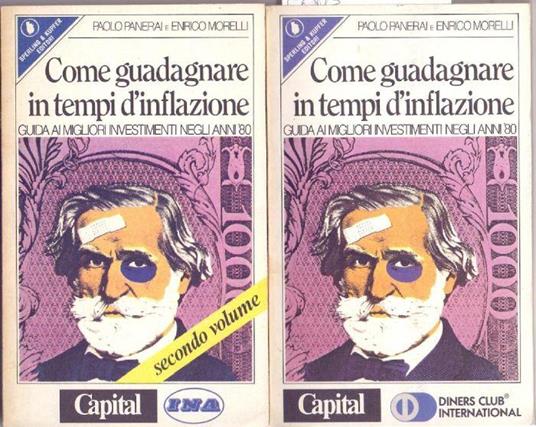 SPERLING & KUPFER
EDITORI
PAOLO PANERAI E ENRICO MORELLI
Come guadagnare
in tempi d'inflazione
GUIDA AI MIGLIORI INVESTIMENTI NEGLI ANNI '80
1000
secondo volume
Capital
INA
SPERLING & KUPFER
EDITORI
PAOLO PANERAI E ENRICO MORELLI
Come guadagnare
in tempi d'inflazione
GUIDA AI MIGLIORI INVESTIMENTI NEGLI ANNI '80
1000
Capital
DINERS CLUB®
INTERNATIONAL